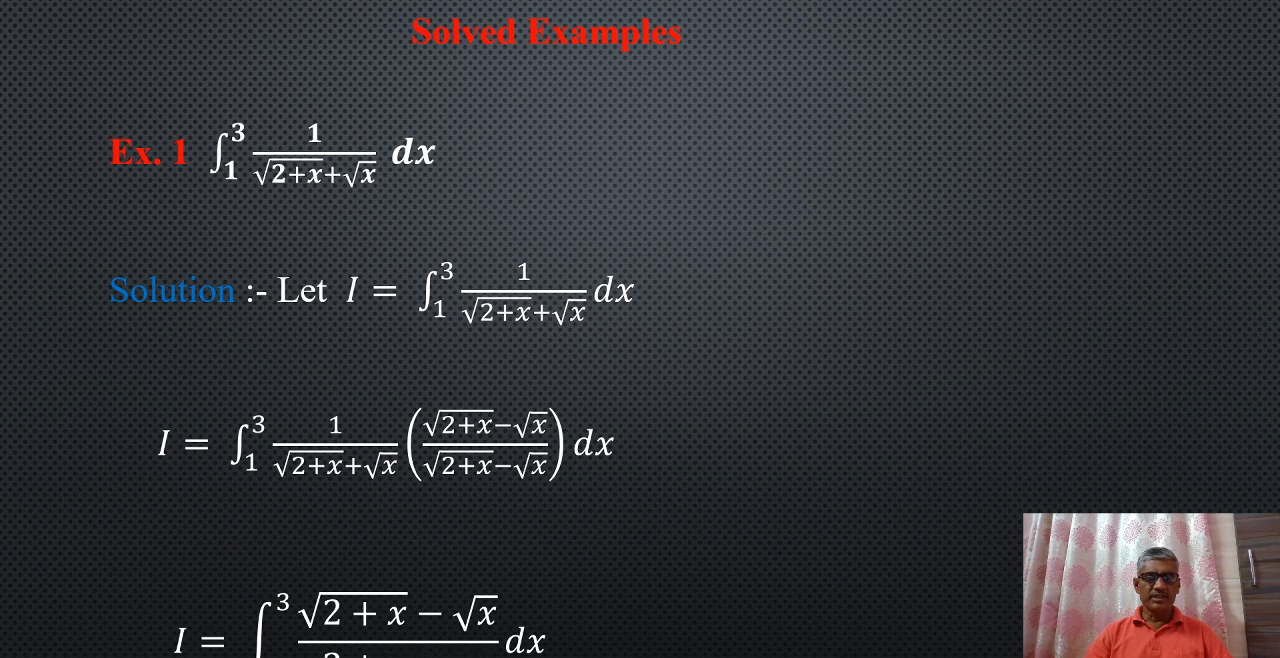 Solved Examples
Ex. 1 ∫₁³ 1/(√(2+x)+√x) dx
Solution :- Let I = ∫₁³ 1/(√(2+x)+√x) dx
I = ∫₁³ 1/(√(2+x)+√x) ((√(2+x)−√x)/(√(2+x)−√x)) dx
I = ∫³ (√(2 + x) − √x) dx